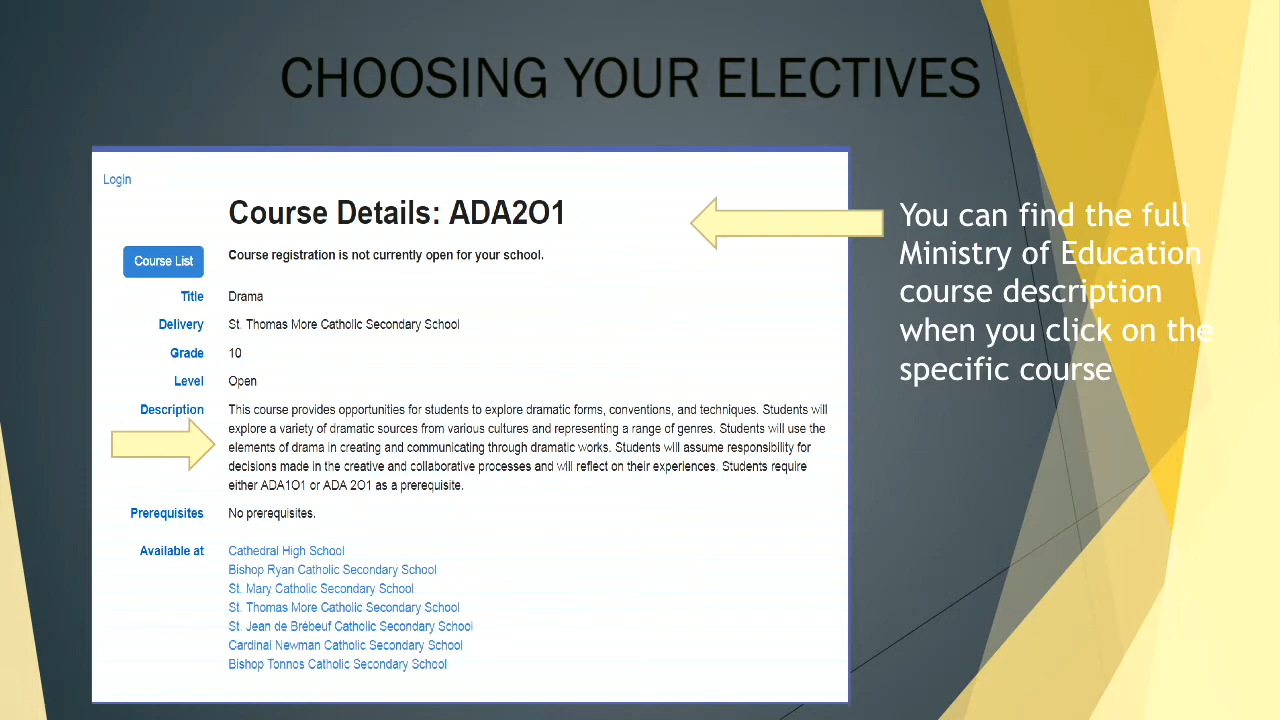 CHOOSING YOUR ELECTIVES
Login
Course Details: ADA2O1
Course List
Course registration is not currently open for your school.
Title Drama
Delivery St. Thomas More Catholic Secondary School
Grade 10
Level Open
Description This course provides opportunities for students to explore dramatic forms, conventions, and techniques. Students will
explore a variety of dramatic sources from various cultures and representing a range of genres. Students will use the
elements of drama in creating and communicating through dramatic works. Students will assume responsibility for
decisions made in the creative and collaborative processes and will reflect on their experiences. Students require
either ADA1O1 or ADA 2O1 as a prerequisite.
Prerequisites No prerequisites.
Available at Cathedral High School
Bishop Ryan Catholic Secondary School
St. Mary Catholic Secondary School
St. Thomas More Catholic Secondary School
St. Jean de Brébeuf Catholic Secondary School
Cardinal Newman Catholic Secondary School
Bishop Tonnos Catholic Secondary School
You can find the full
Ministry of Education
course description
when you click on the
specific course